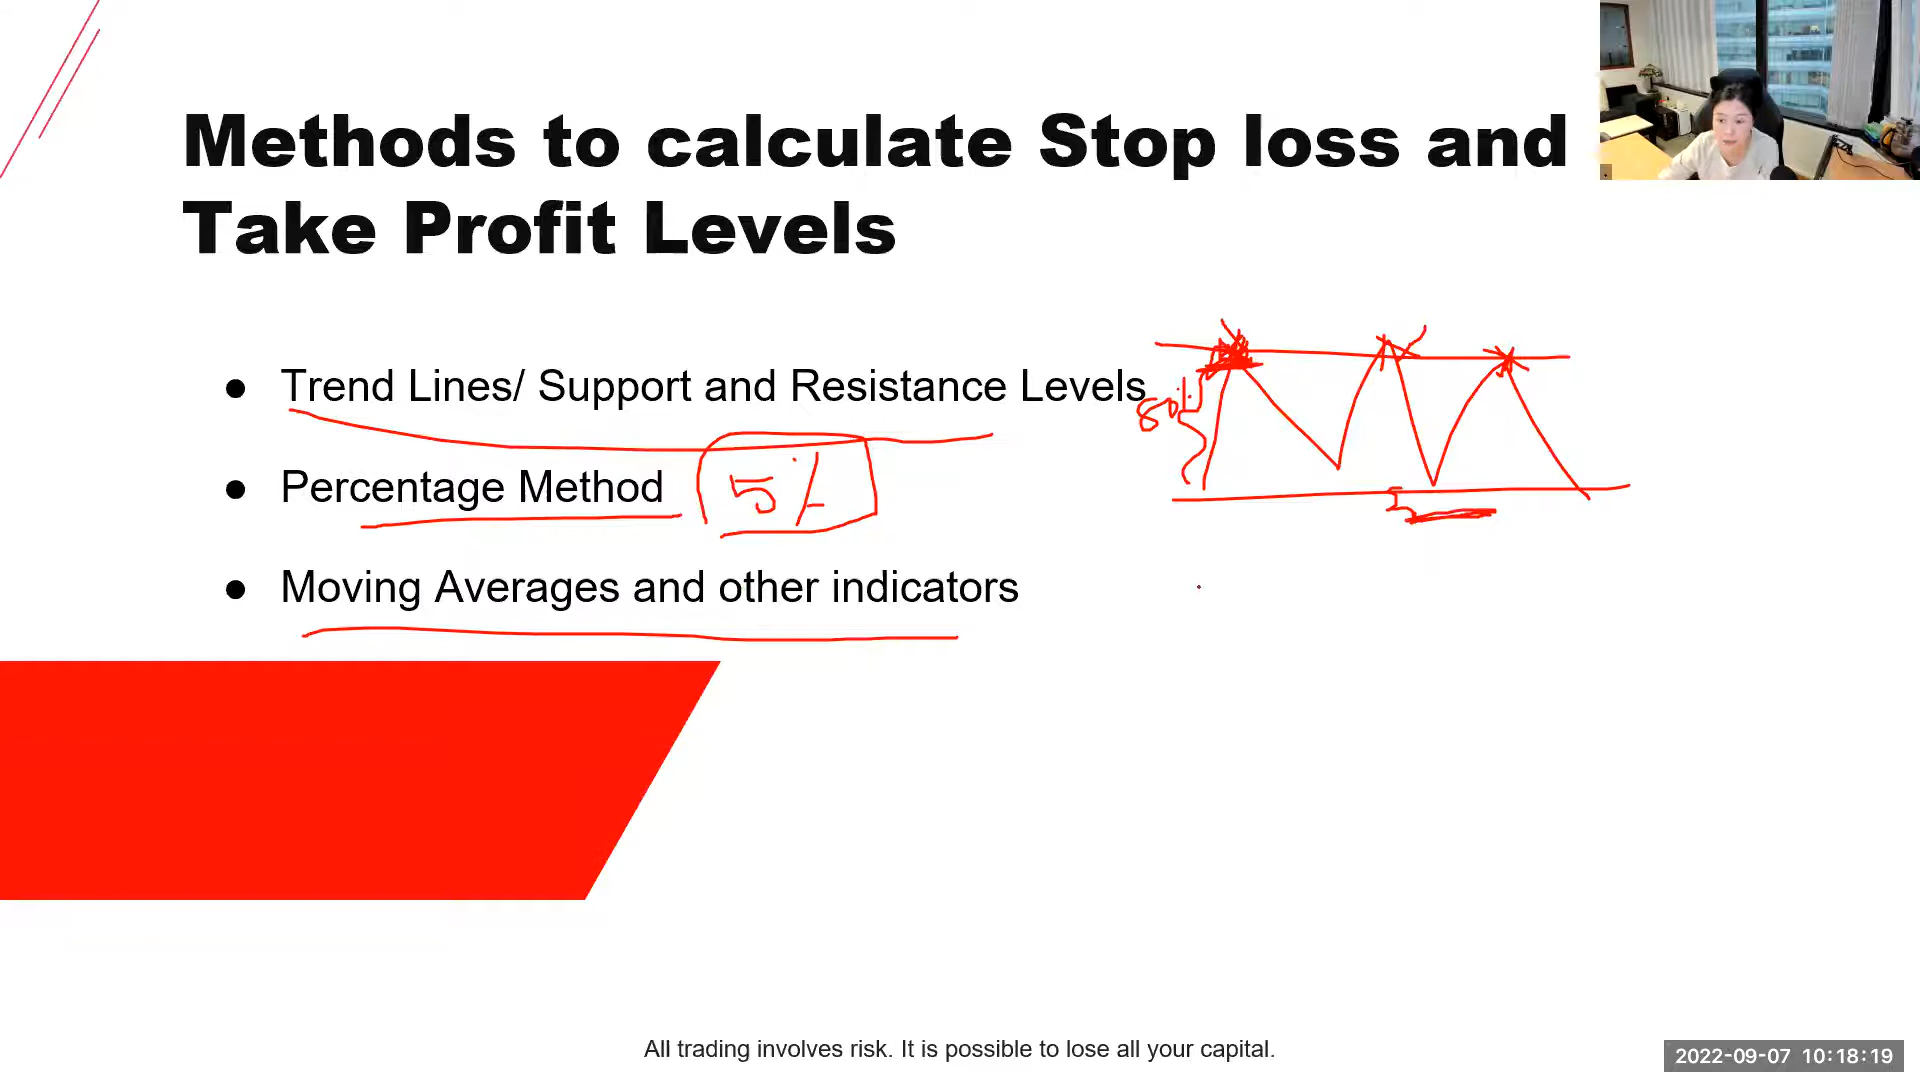 Methods to calculate Stop loss and
Take Profit Levels
● Trend Lines/ Support and Resistance Levels
● Percentage Method 5%
● Moving Averages and other indicators
All trading involves risk. It is possible to lose all your capital.
2022-09-07 10:18:19